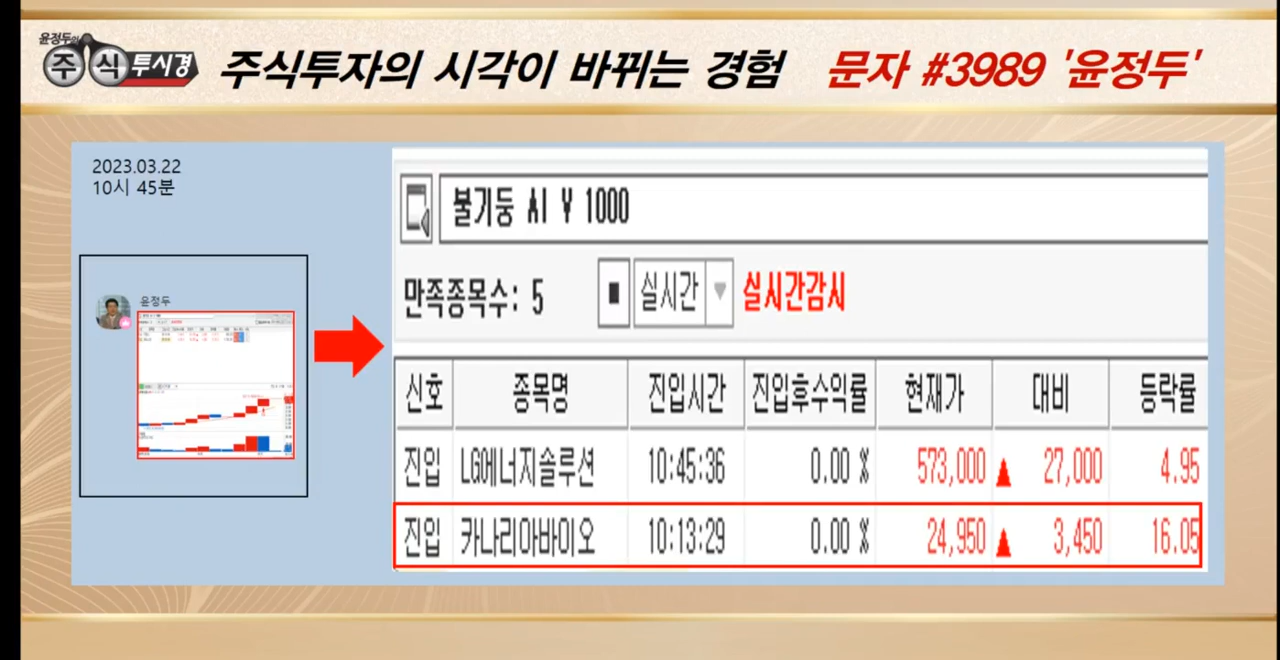 윤정두의
주식투시경
주식투자의 시각이 바뀌는 경험 문자 #3989 '윤정두'
2023.03.22
10시 45분
윤정두
불기둥 AI V 1000
만족종목수: 5 실시간 실시간감시
신호 종목명 진입시간 진입후수익률 현재가 대비 등락률
진입 LG에너지솔루션 10:45:36 0.00 % 573,000 ▲ 27,000 4.95
진입 카나리아바이오 10:13:29 0.00 % 24,950 ▲ 3,450 16.05